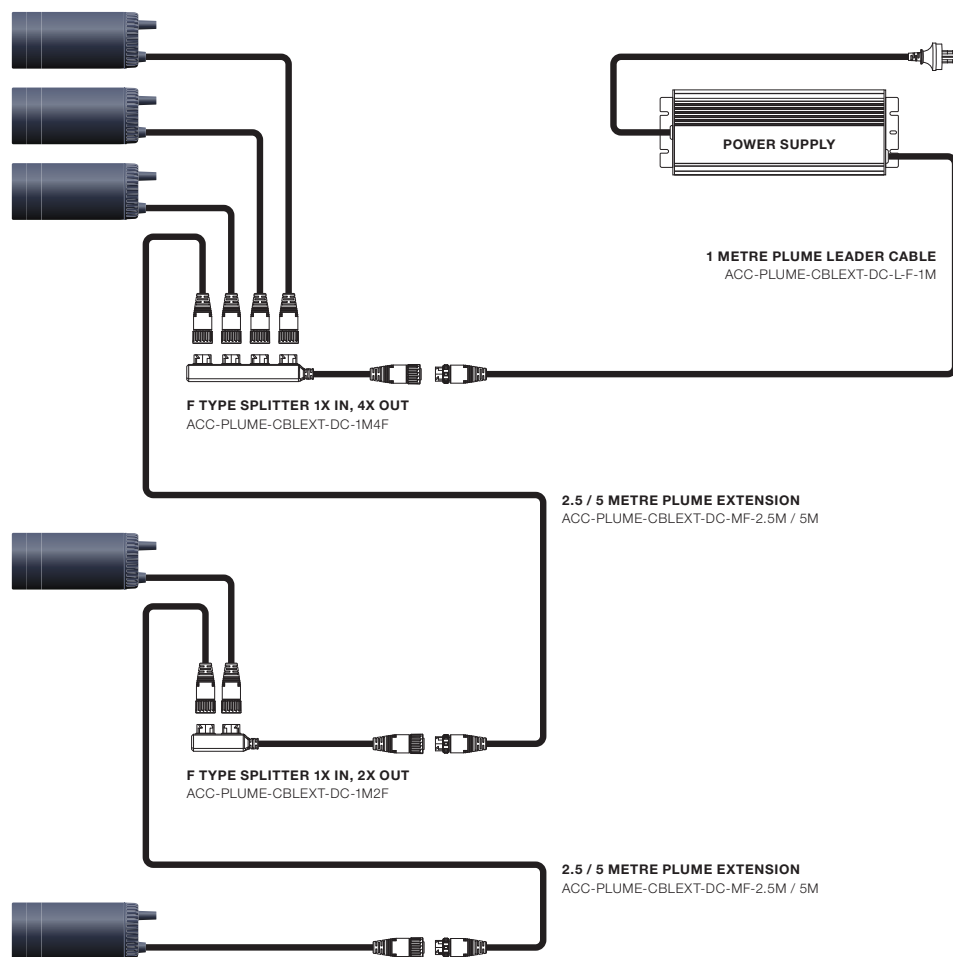 POWER SUPPLY
1 METRE PLUME LEADER CABLE
ACC-PLUME-CBLEXT-DC-L-F-1M
F TYPE SPLITTER 1X IN, 4X OUT
ACC-PLUME-CBLEXT-DC-1M4F
2.5 / 5 METRE PLUME EXTENSION
ACC-PLUME-CBLEXT-DC-MF-2.5M / 5M
F TYPE SPLITTER 1X IN, 2X OUT
ACC-PLUME-CBLEXT-DC-1M2F
2.5 / 5 METRE PLUME EXTENSION
ACC-PLUME-CBLEXT-DC-MF-2.5M / 5M